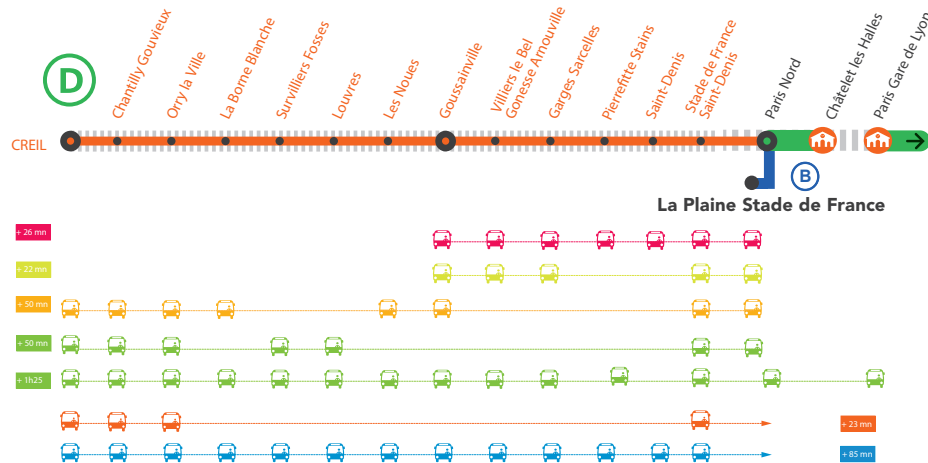 D
CREIL
Chantilly Gouvieux
Orry la Ville
La Borne Blanche
Survilliers Fosses
Louvres
Les Noues
Goussainville
Villiers le Bel
Gonesse Arnouville
Garges Sarcelles
Pierrefitte Stains
Saint-Denis
Stade de France
Saint-Denis
Paris Nord
Châtelet les Halles
Paris Gare de Lyon
B
La Plaine Stade de France
+ 26 mn
+ 22 mn
+ 50 mn
+ 50 mn
+ 1h25
+ 23 mn
+ 85 mn